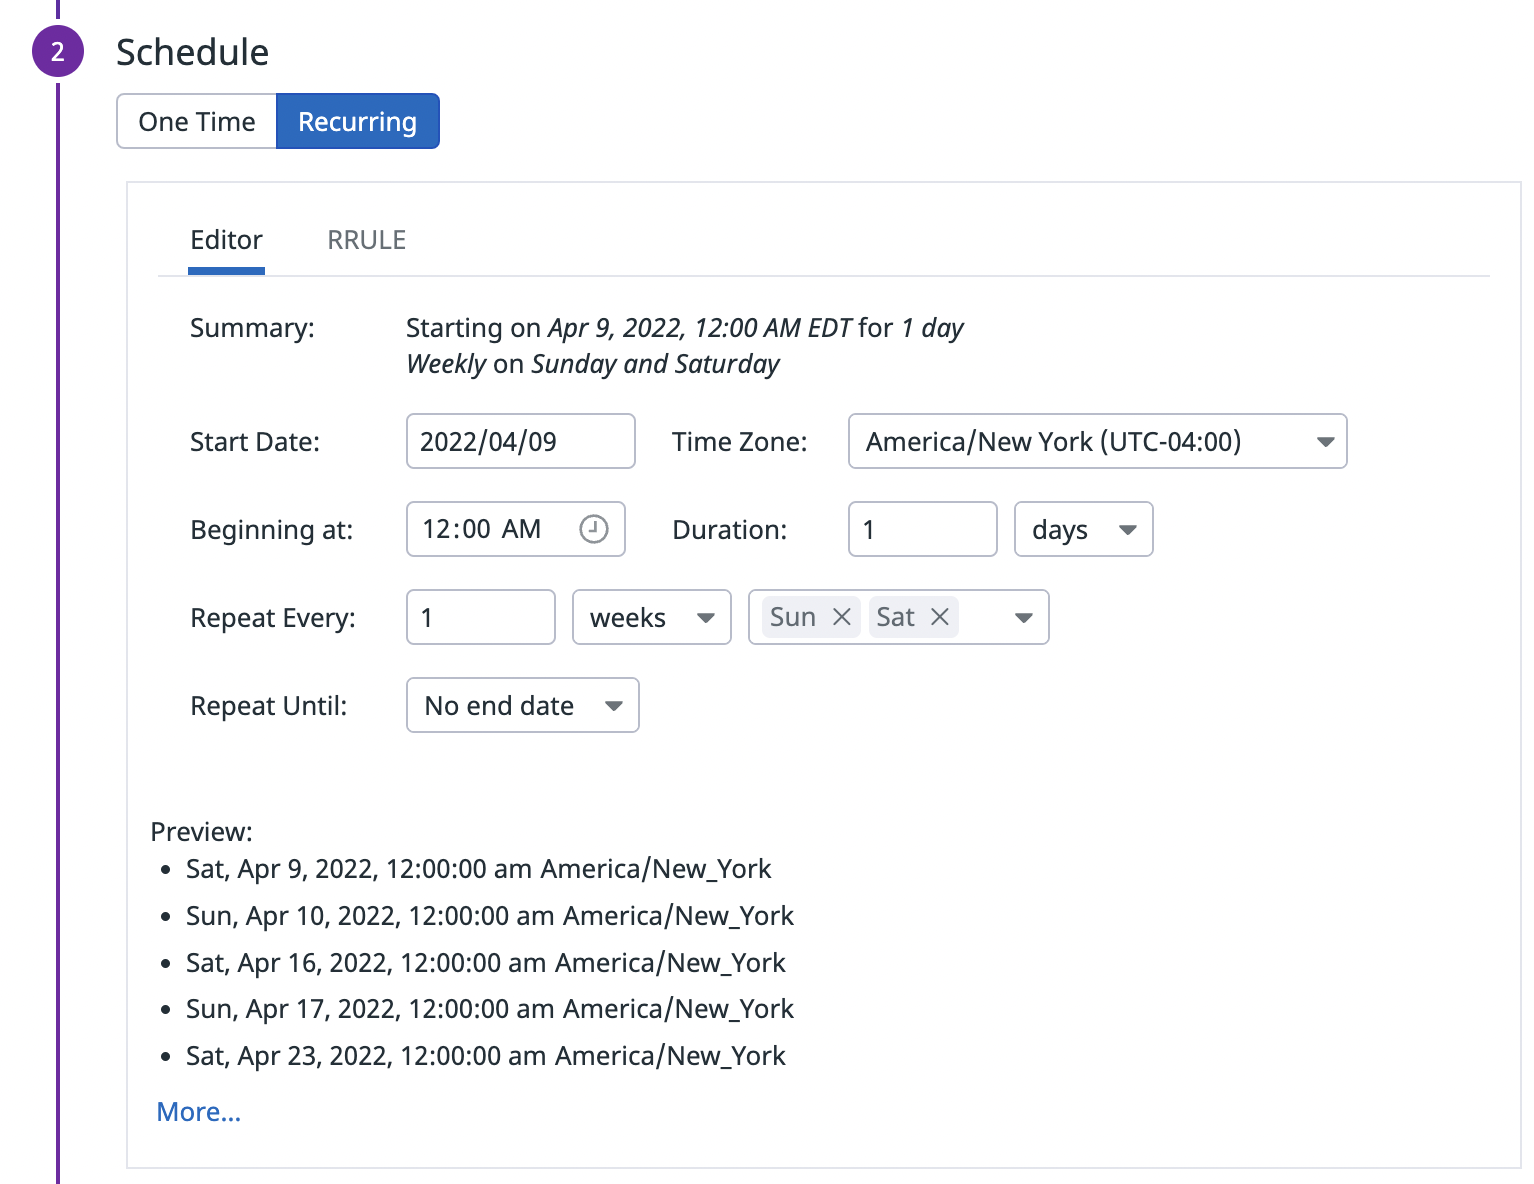 2 Schedule
One Time Recurring
Editor RRULE
Summary: Starting on Apr 9, 2022, 12:00 AM EDT for 1 day
Weekly on Sunday and Saturday
Start Date: 2022/04/09 Time Zone: America/New York (UTC-04:00)
Beginning at: 12:00 AM Duration: 1 days
Repeat Every: 1 weeks Sun Sat
Repeat Until: No end date
Preview:
• Sat, Apr 9, 2022, 12:00:00 am America/New_York
• Sun, Apr 10, 2022, 12:00:00 am America/New_York
• Sat, Apr 16, 2022, 12:00:00 am America/New_York
• Sun, Apr 17, 2022, 12:00:00 am America/New_York
• Sat, Apr 23, 2022, 12:00:00 am America/New_York
More...